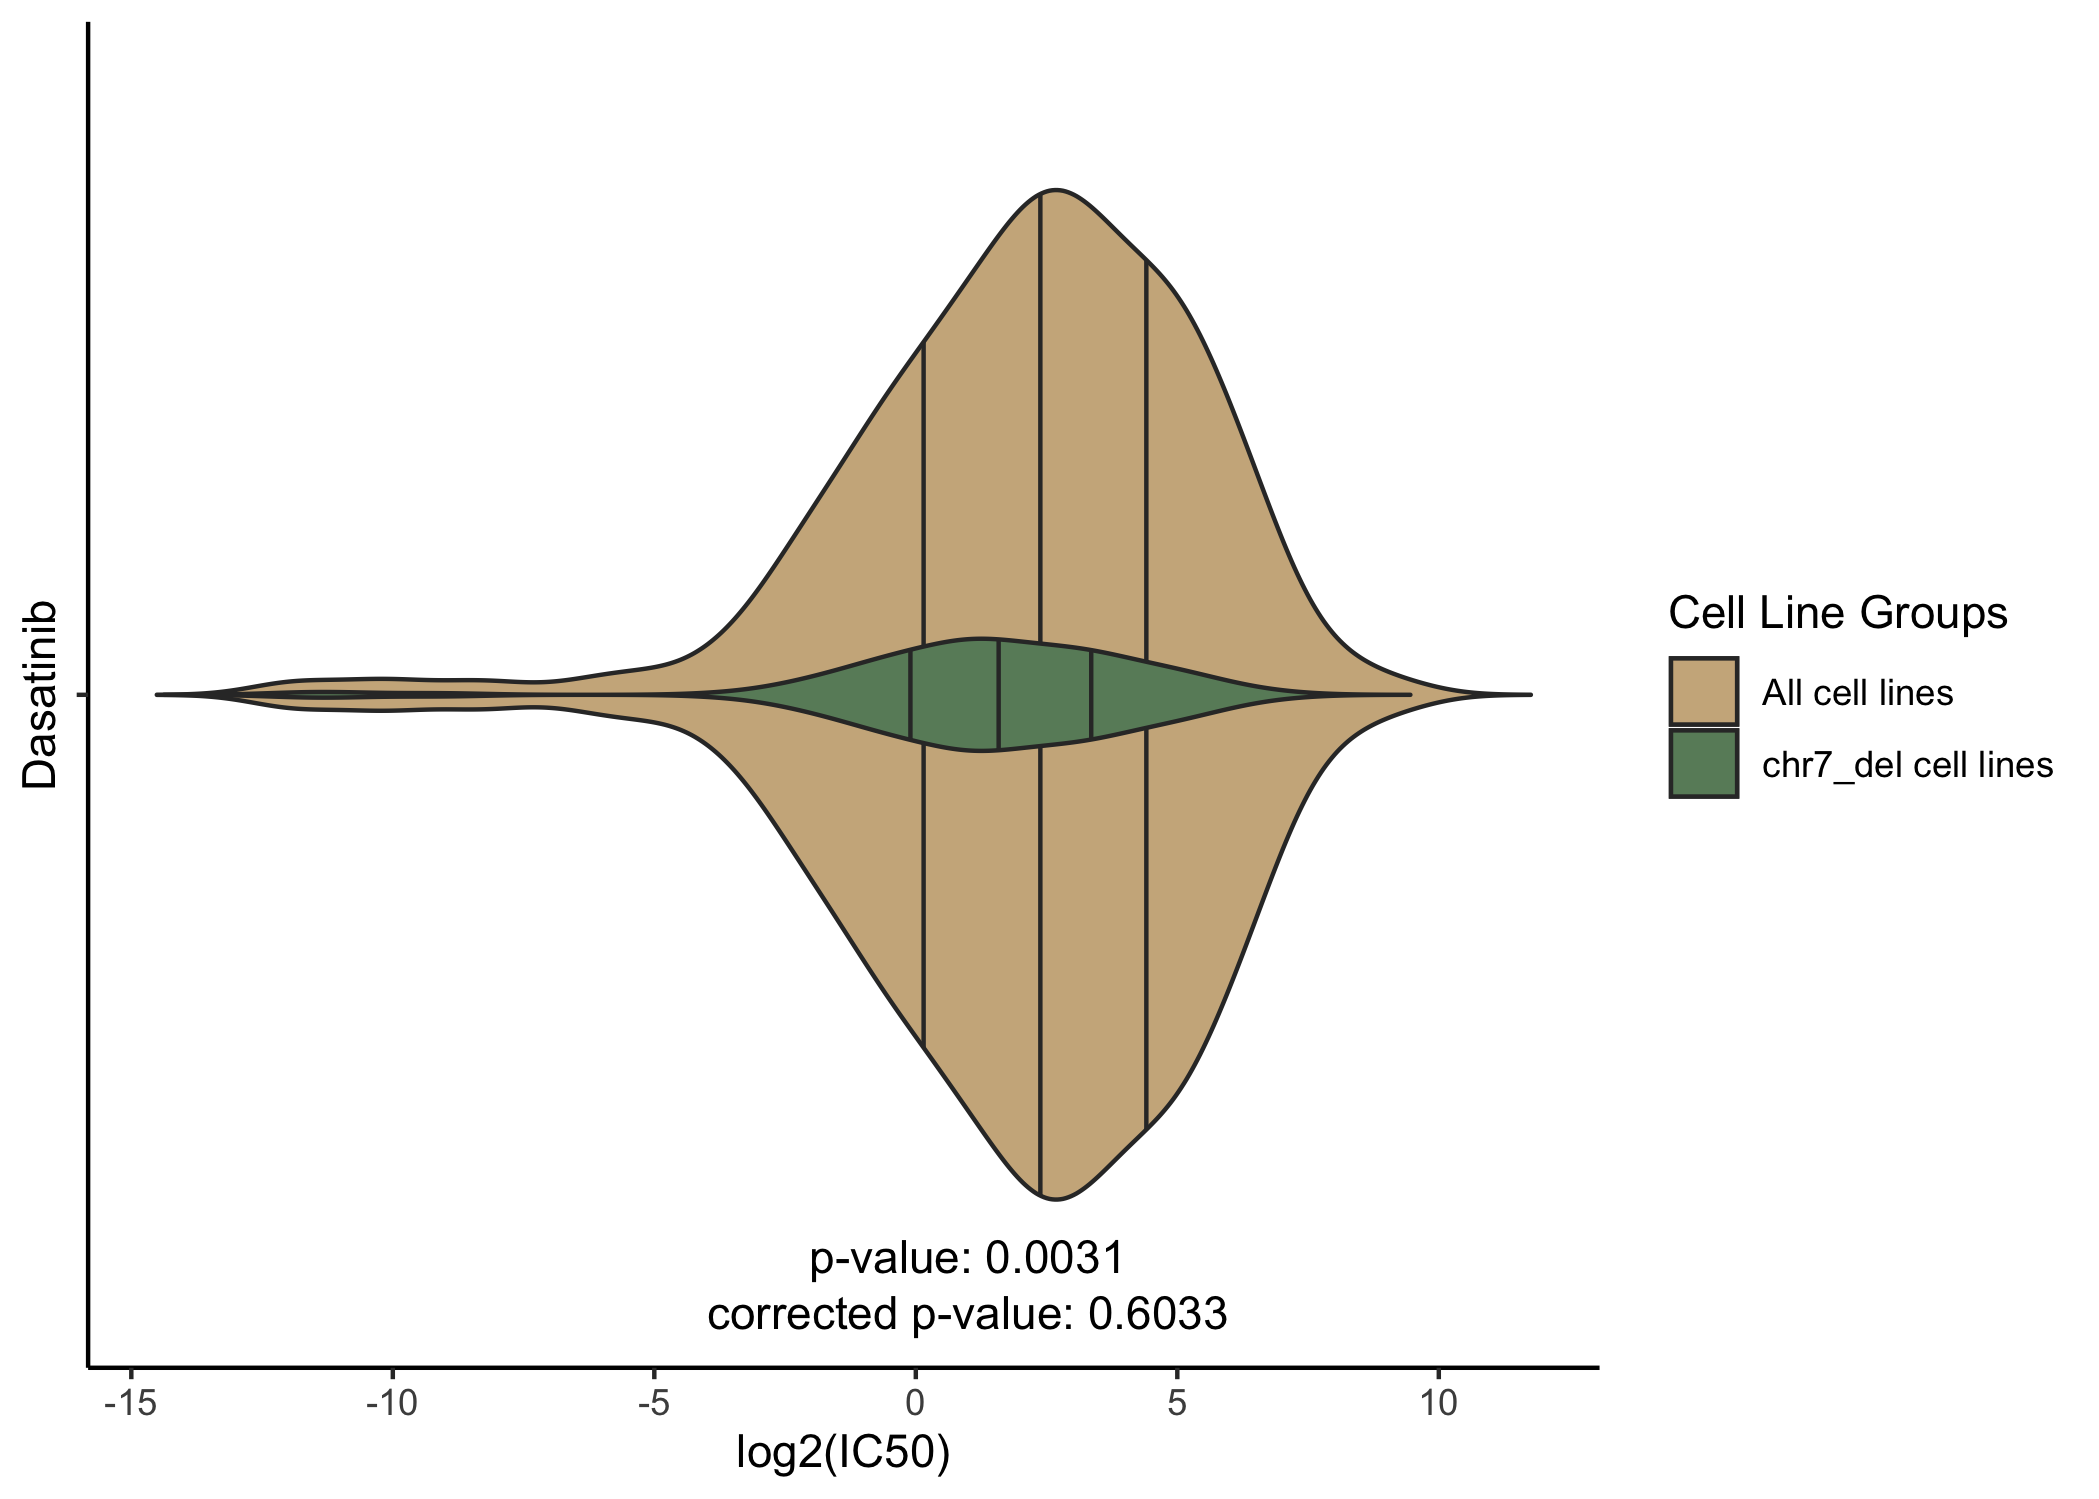 Dasatinib
p-value: 0.0031
corrected p-value: 0.6033
-15 -10 -5 0 5 10
log2(IC50)
Cell Line Groups
All cell lines
chr7_del cell lines